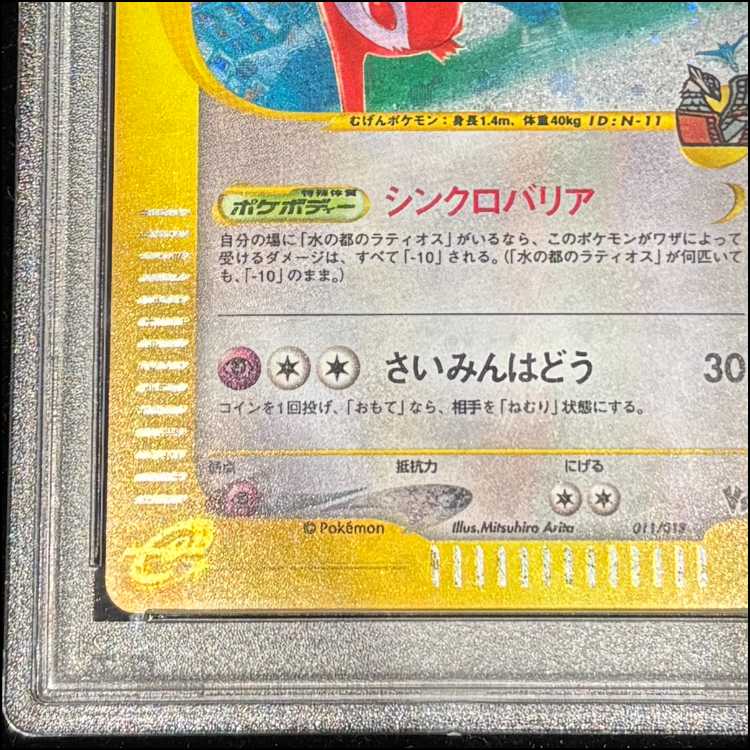 むげんポケモン：身長1.4m、体重40kg ID:N-11
特殊体質
ポケボディー シンクロバリア
自分の場に「水の都のラティオス」がいるなら、このポケモンがワザによって
受けるダメージは、すべて「-10」される。（「水の都のラティオス」が何匹いて
も、「-10」のまま。）
さいみんはどう 30
コインを1回投げ、「おもて」なら、相手を「ねむり」状態にする。
弱点 抵抗力 にげる
© Pokémon Illus.Mitsuhiro Arita 011/019